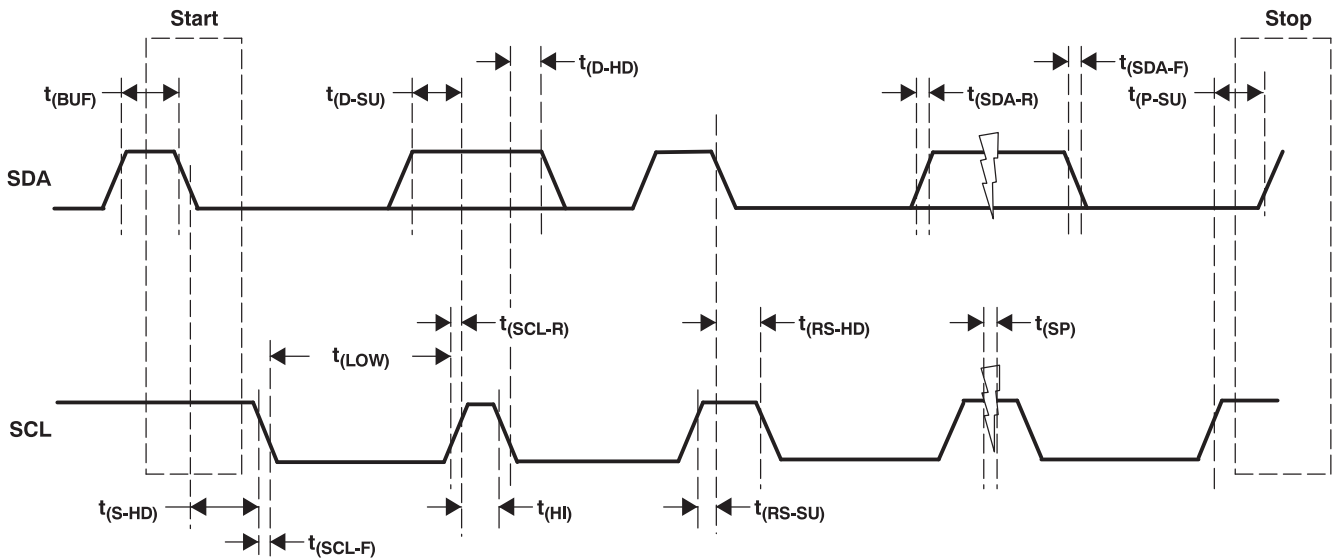 Start
Stop
t(BUF)
t(D-SU)
t(D-HD)
t(SDA-R)
t(SDA-F)
t(P-SU)
SDA
t(LOW)
t(SCL-R)
t(RS-HD)
t(SP)
SCL
t(S-HD)
t(SCL-F)
t(HI)
t(RS-SU)